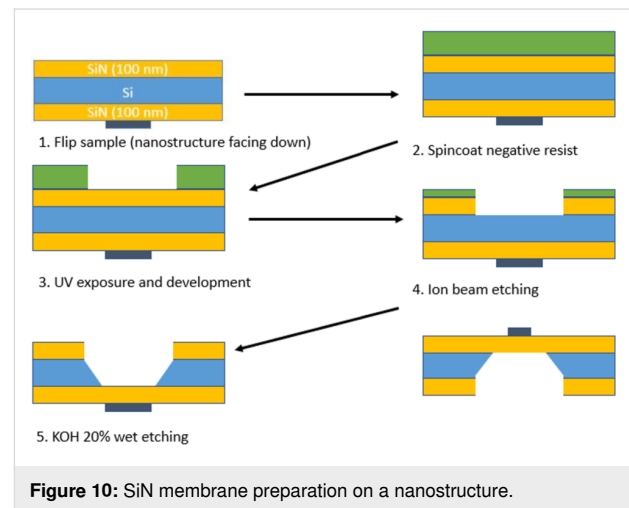 SiN (100 nm)
Si
SiN (100 nm)
1. Flip sample (nanostructure facing down)
2. Spincoat negative resist
3. UV exposure and development
4. Ion beam etching
5. KOH 20% wet etching
Figure 10: SiN membrane preparation on a nanostructure.